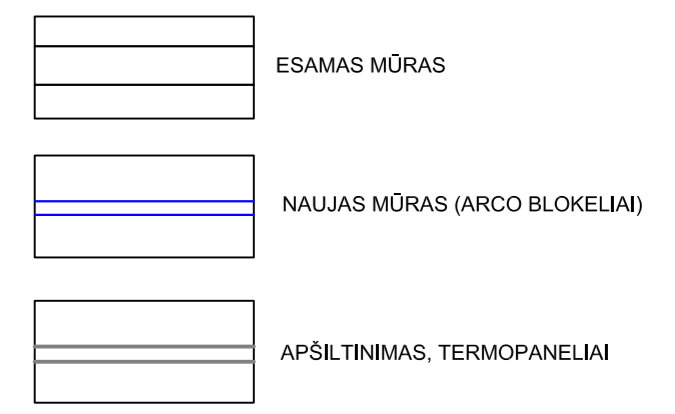 ESAMAS MŪRAS
NAUJAS MŪRAS (ARCO BLOKELIAI)
APŠILTINIMAS, TERMOPANELIAI